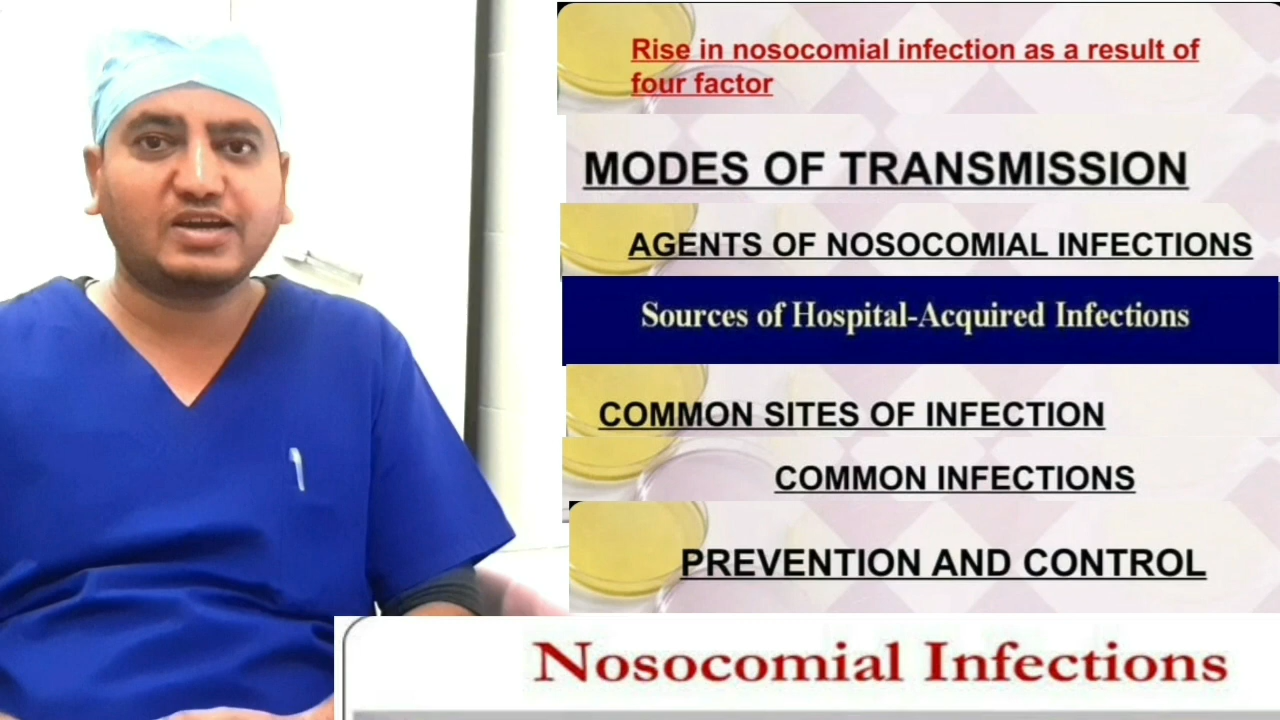 Rise in nosocomial infection as a result of
four factor
MODES OF TRANSMISSION
AGENTS OF NOSOCOMIAL INFECTIONS
Sources of Hospital-Acquired Infections
COMMON SITES OF INFECTION
COMMON INFECTIONS
PREVENTION AND CONTROL
Nosocomial Infections